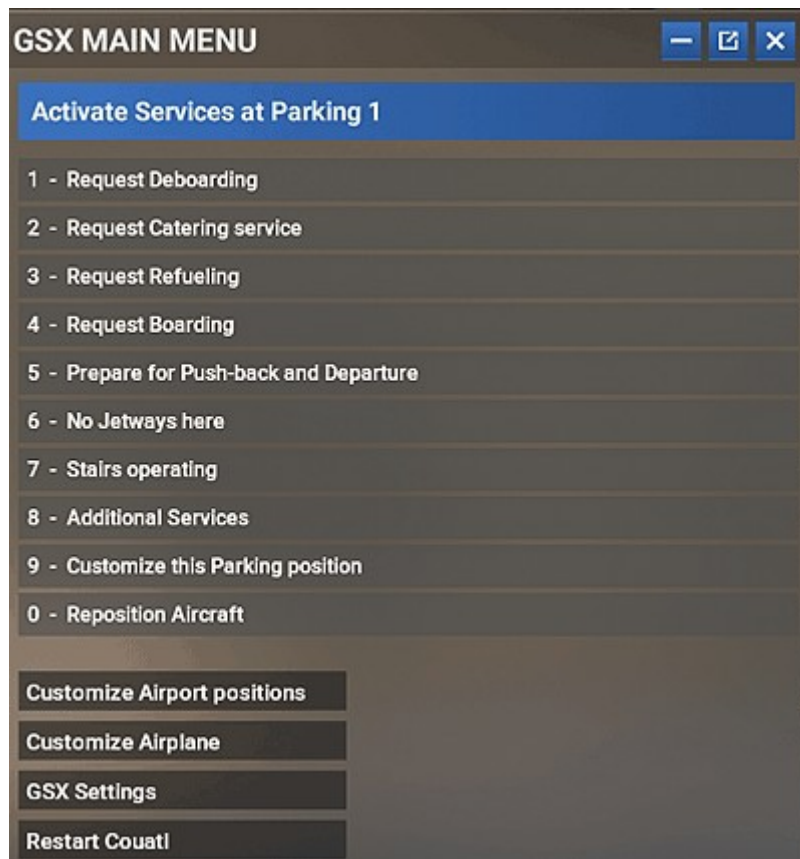 GSX MAIN MENU
Activate Services at Parking 1
1 - Request Deboarding
2 - Request Catering service
3 - Request Refueling
4 - Request Boarding
5 - Prepare for Push-back and Departure
6 - No Jetways here
7 - Stairs operating
8 - Additional Services
9 - Customize this Parking position
0 - Reposition Aircraft
Customize Airport positions
Customize Airplane
GSX Settings
Restart Couatl